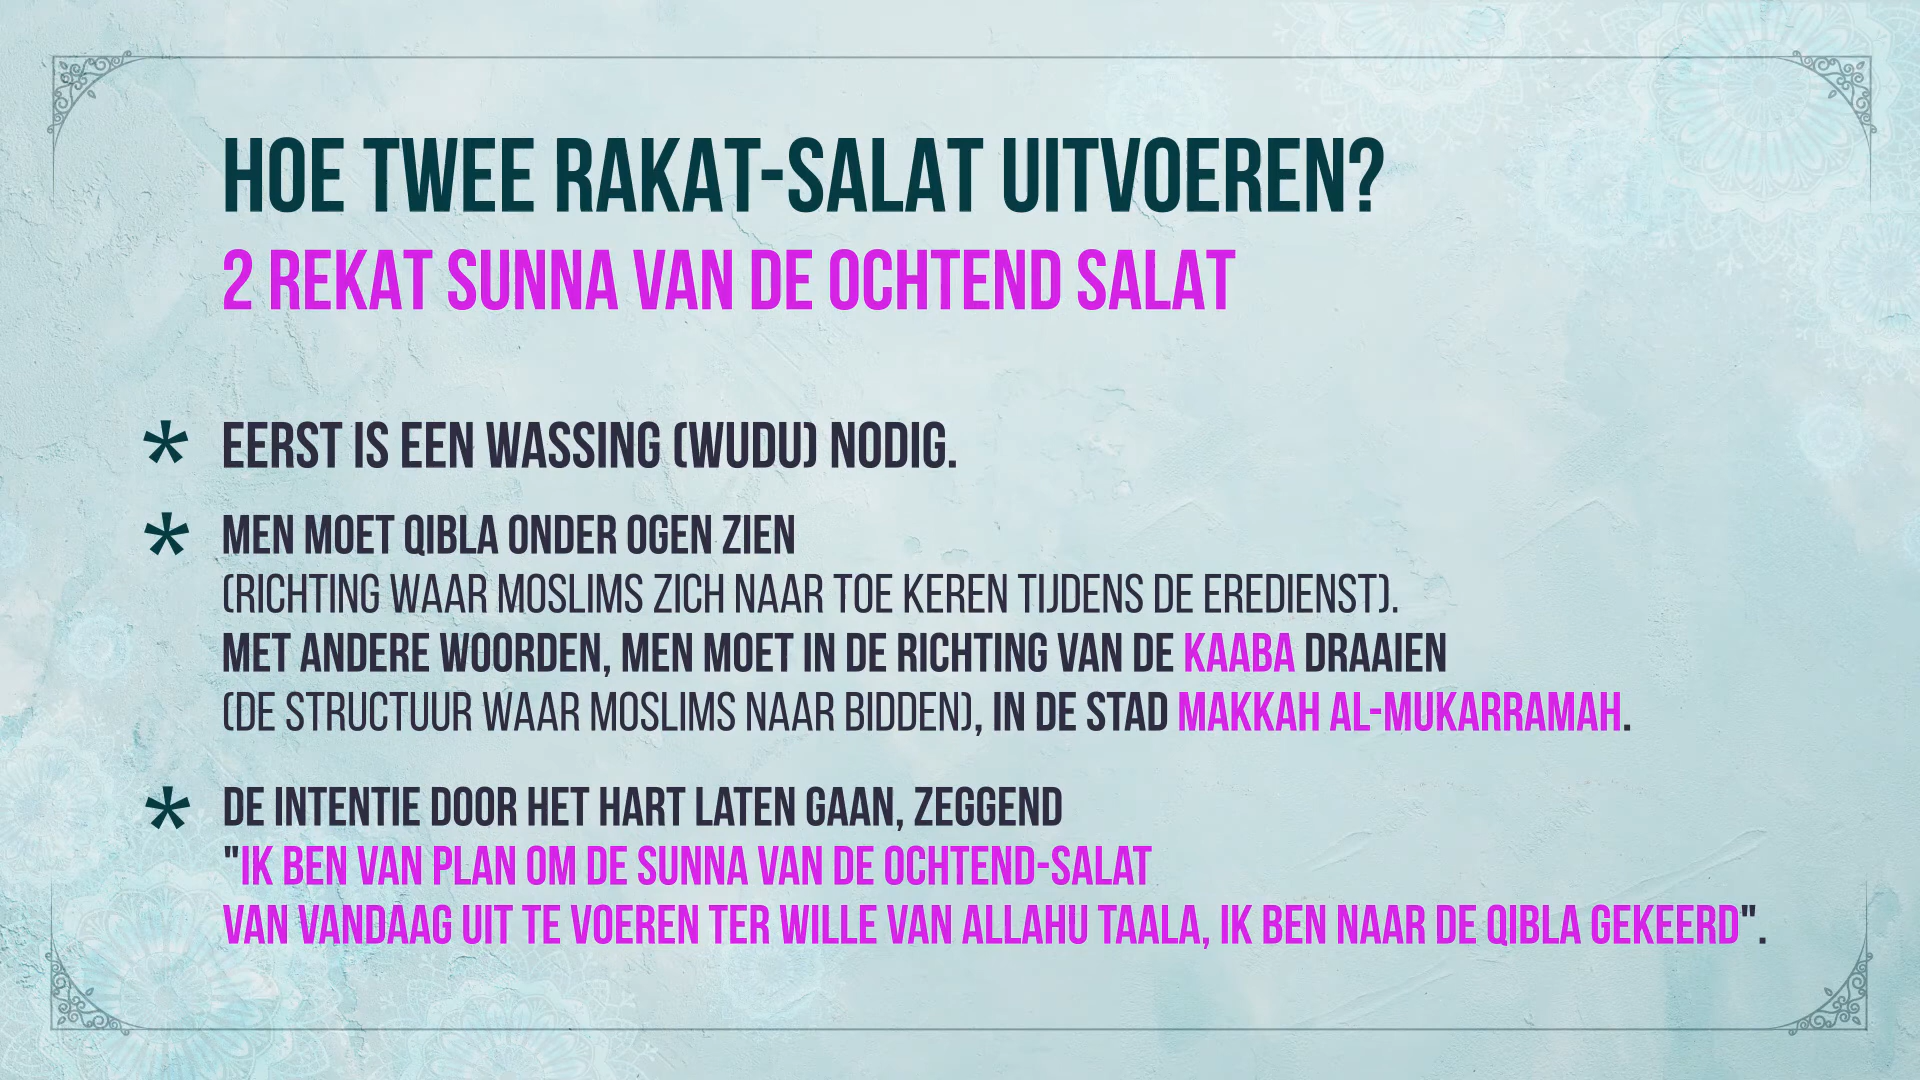 HOE TWEE RAKAT-SALAT UITVOEREN?
2 REKAT SUNNA VAN DE OCHTEND SALAT
* EERST IS EEN WASSING (WUDU) NODIG.
* MEN MOET QIBLA ONDER OGEN ZIEN
(RICHTING WAAR MOSLIMS ZICH NAAR TOE KEREN TIJDENS DE EREDIENST).
MET ANDERE WOORDEN, MEN MOET IN DE RICHTING VAN DE KAABA DRAAIEN
(DE STRUCTUUR WAAR MOSLIMS NAAR BIDDEN), IN DE STAD MAKKAH AL-MUKARRAMAH.
* DE INTENTIE DOOR HET HART LATEN GAAN, ZEGGEND
"IK BEN VAN PLAN OM DE SUNNA VAN DE OCHTEND-SALAT
VAN VANDAAG UIT TE VOEREN TER WILLE VAN ALLAHU TAALA, IK BEN NAAR DE QIBLA GEKEERD".